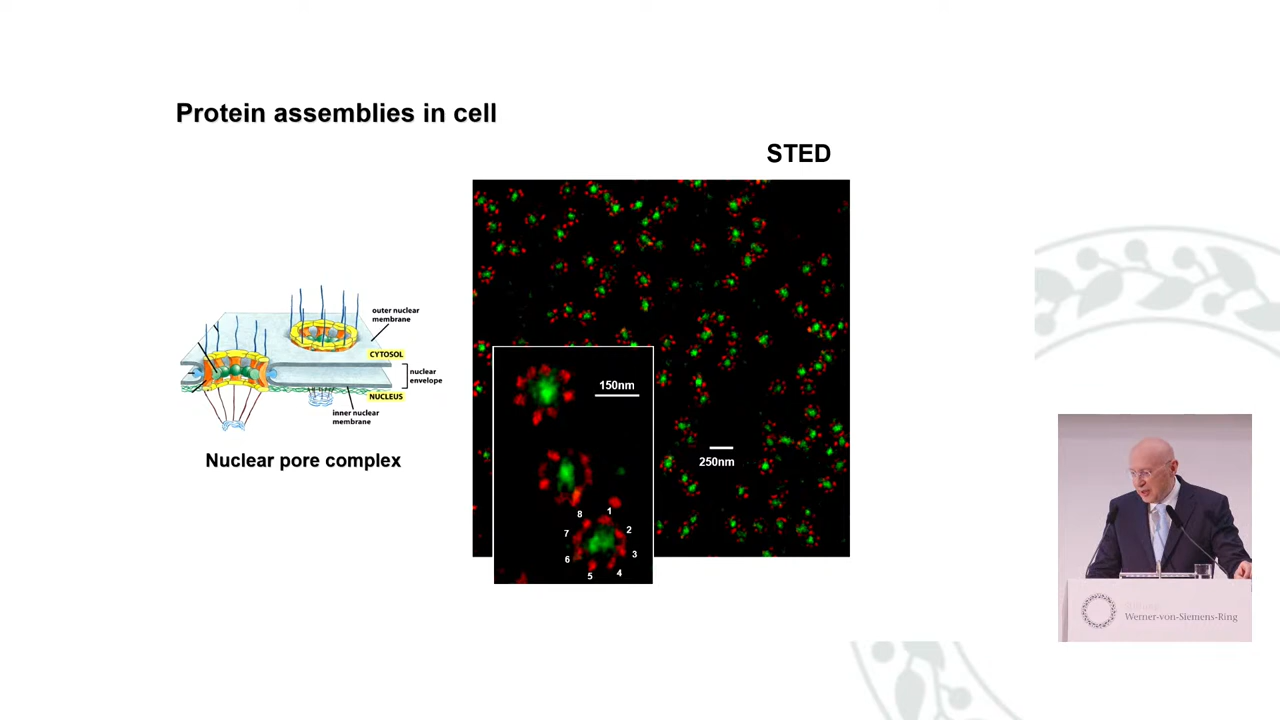 Protein assemblies in cell
STED
outer nuclear
membrane
CYTOSOL
nuclear
envelope
NUCLEUS
inner nuclear
membrane
Nuclear pore complex
150nm
250nm
8
1
7
2
6
3
5
4
Werner-von-Siemens-Ring